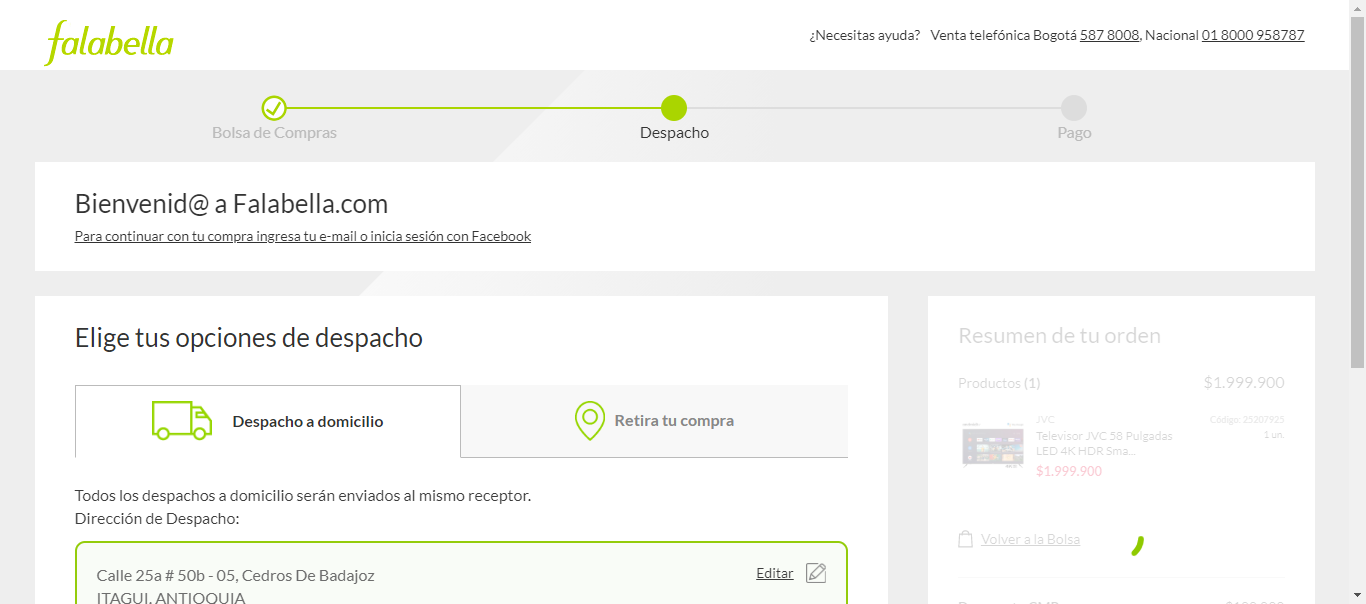 falabella
¿Necesitas ayuda? Venta telefónica Bogotá 587 8008, Nacional 01 8000 958787
Bolsa de Compras
Despacho
Pago
Bienvenid@ a Falabella.com
Para continuar con tu compra ingresa tu e-mail o inicia sesión con Facebook
Elige tus opciones de despacho
Despacho a domicilio
Retira tu compra
Todos los despachos a domicilio serán enviados al mismo receptor.
Dirección de Despacho:
Calle 25a # 50b - 05, Cedros De Badajoz
Editar
ITAGUI, ANTIOQUIA
Resumen de tu orden
Productos (1) $1.999.900
JVC Código: 25207925
Televisor JVC 58 Pulgadas 1 un.
LED 4K HDR Sma...
$1.999.900
Volver a la Bolsa